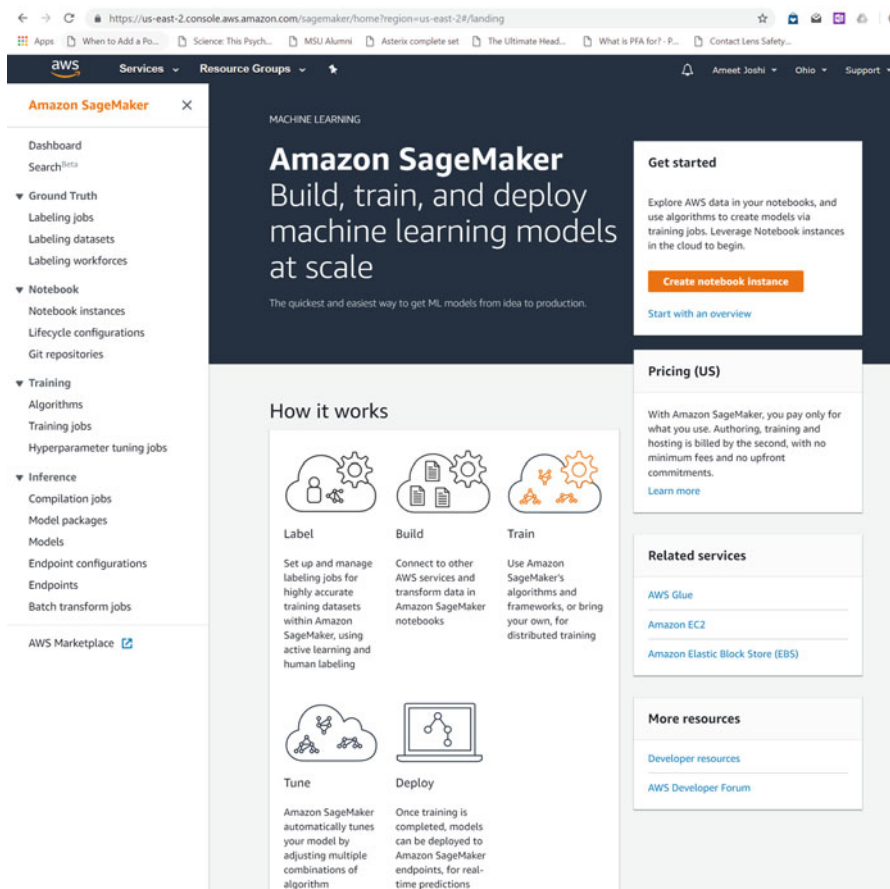 https://us-east-2.console.aws.amazon.com/sagemaker/home?region=us-east-2#/landing
Apps When to Add a Po... Science: This Psych... MSU Alumni Asterix complete set The Ultimate Head... What is PFA for? - P... Contact Lens Safety...
aws Services Resource Groups Ameet Joshi Ohio Support
Amazon SageMaker
Dashboard
Search Beta
Ground Truth
Labeling jobs
Labeling datasets
Labeling workforces
Notebook
Notebook instances
Lifecycle configurations
Git repositories
Training
Algorithms
Training jobs
Hyperparameter tuning jobs
Inference
Compilation jobs
Model packages
Models
Endpoint configurations
Endpoints
Batch transform jobs
AWS Marketplace
MACHINE LEARNING
Amazon SageMaker
Build, train, and deploy
machine learning models
at scale
The quickest and easiest way to get ML models from idea to production.
Get started
Explore AWS data in your notebooks, and
use algorithms to create models via
training jobs. Leverage Notebook instances
in the cloud to begin.
Create notebook instance
Start with an overview
Pricing (US)
With Amazon SageMaker, you pay only for
what you use. Authoring, training and
hosting is billed by the second, with no
minimum fees and no upfront
commitments.
Learn more
Related services
AWS Glue
Amazon EC2
Amazon Elastic Block Store (EBS)
More resources
Developer resources
AWS Developer Forum
How it works
Label
Set up and manage
labeling jobs for
highly accurate
training datasets
within Amazon
SageMaker, using
active learning and
human labeling
Build
Connect to other
AWS services and
transform data in
Amazon SageMaker
notebooks
Train
Use Amazon
SageMaker's
algorithms and
frameworks, or bring
your own, for
distributed training
Tune
Amazon SageMaker
automatically tunes
your model by
adjusting multiple
combinations of
algorithm
Deploy
Once training is
completed, models
can be deployed to
Amazon SageMaker
endpoints, for real-
time predictions